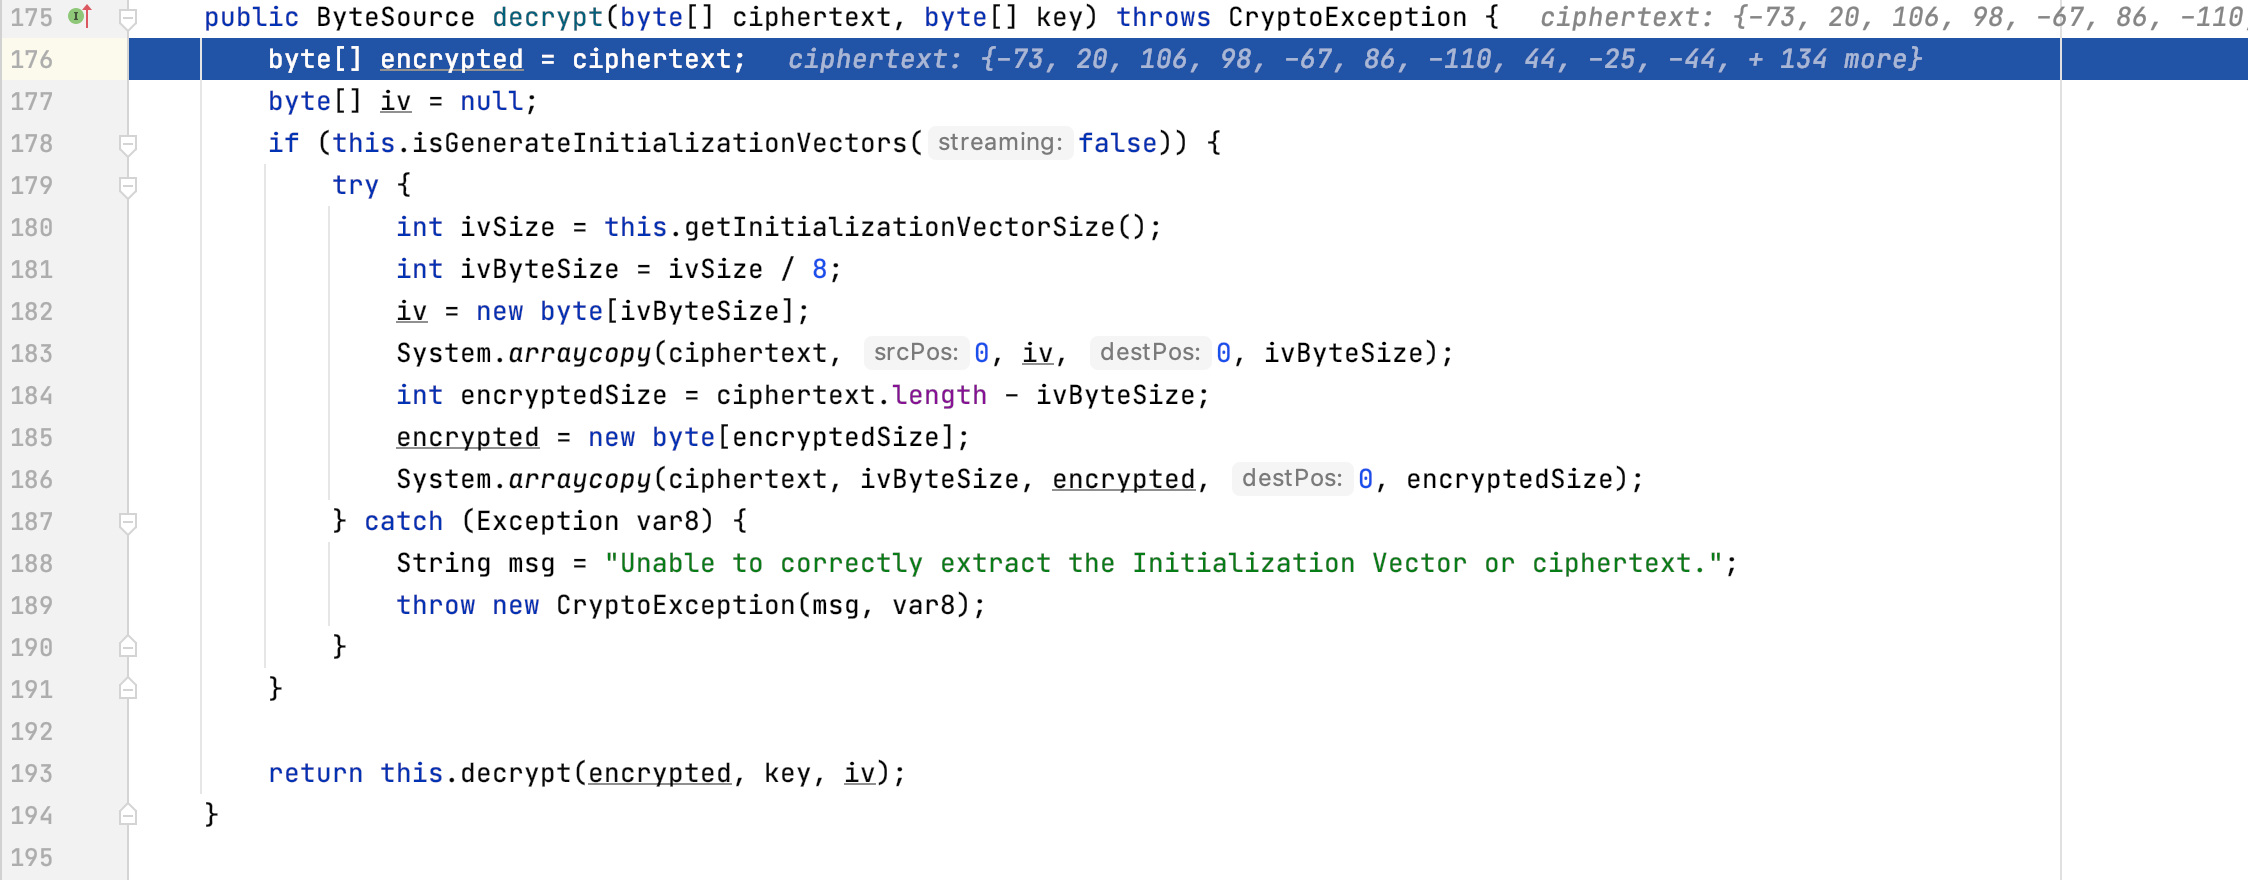 175 public ByteSource decrypt(byte[] ciphertext, byte[] key) throws CryptoException {   ciphertext: {-73, 20, 106, 98, -67, 86, -110,
176 byte[] encrypted = ciphertext;   ciphertext: {-73, 20, 106, 98, -67, 86, -110, 44, -25, -44, + 134 more}
177 byte[] iv = null;
178 if (this.isGenerateInitializationVectors( streaming: false)) {
179 try {
180 int ivSize = this.getInitializationVectorSize();
181 int ivByteSize = ivSize / 8;
182 iv = new byte[ivByteSize];
183 System.arraycopy(ciphertext, srcPos: 0, iv, destPos: 0, ivByteSize);
184 int encryptedSize = ciphertext.length - ivByteSize;
185 encrypted = new byte[encryptedSize];
186 System.arraycopy(ciphertext, ivByteSize, encrypted, destPos: 0, encryptedSize);
187 } catch (Exception var8) {
188 String msg = "Unable to correctly extract the Initialization Vector or ciphertext.";
189 throw new CryptoException(msg, var8);
190 }
191 }
192
193 return this.decrypt(encrypted, key, iv);
194 }
195